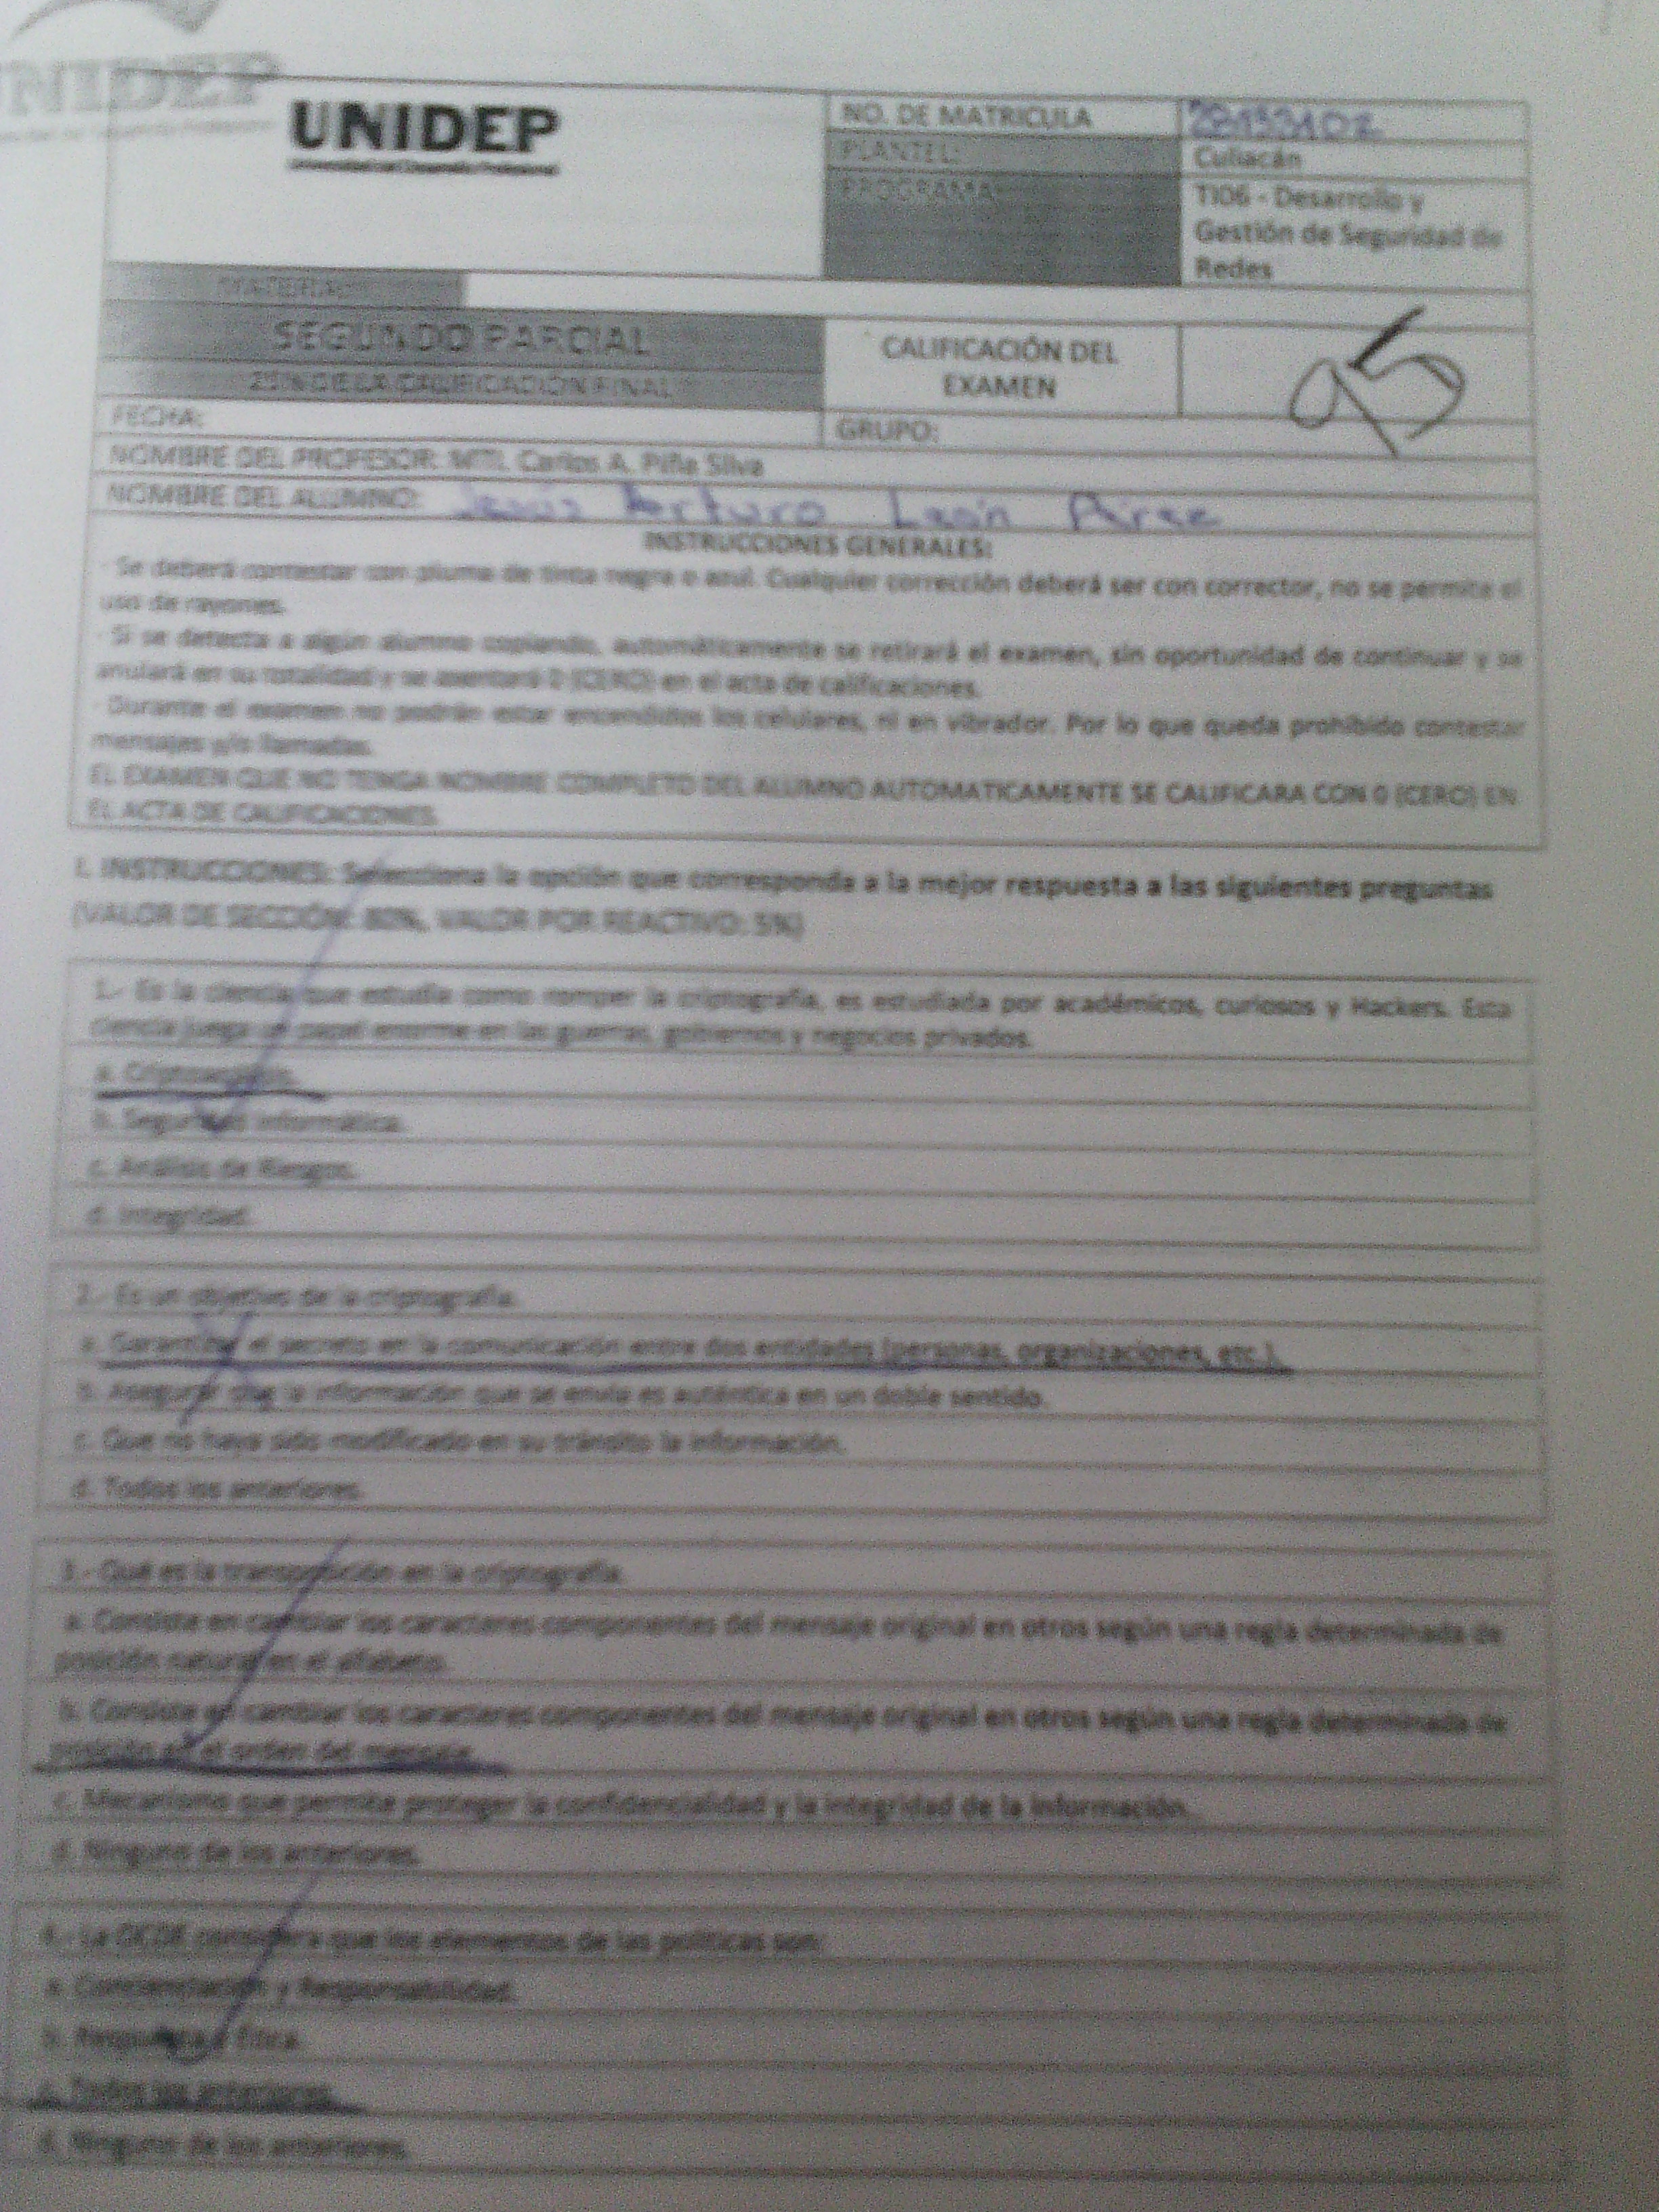 UNIDEP
UNIDEP
Universidad del Desarrollo Profesional
NO. DE MATRICULA
PLANTEL:
Culiacán
PROGRAMA:
TI06 - Desarrollo y
Gestión de Seguridad de
Redes
MATERIA:
SEGUNDO PARCIAL
CALIFICACIÓN DEL
EXAMEN
95
DE LA CALIFICACIÓN FINAL
FECHA:
GRUPO:
NOMBRE DEL PROFESOR: MTI. Carlos A. Piña Silva
NOMBRE DEL ALUMNO: Jesús Arturo León
INSTRUCCIONES GENERALES:
- Se deberá contestar con pluma de tinta negra o azul. Cualquier corrección deberá ser con corrector, no se permite el
uso de rayones.
- Si se detecta a algún alumno copiando, automáticamente se retirará el examen, sin oportunidad de continuar y se
anulará en su totalidad y se asentará 0 (CERO) en el acta de calificaciones.
- Durante el examen no podrán estar encendidos los celulares, ni en vibrador. Por lo que queda prohibido contestar
mensajes y/o llamadas.
EL EXAMEN QUE NO TENGA NOMBRE COMPLETO DEL ALUMNO AUTOMATICAMENTE SE CALIFICARA CON 0 (CERO) EN
EL ACTA DE CALIFICACIONES.
I. INSTRUCCIONES: Selecciona la opción que corresponda a la mejor respuesta a las siguientes preguntas
(VALOR DE SECCIÓN: 80%, VALOR POR REACTIVO: 5%)
1.- Es la ciencia que estudia como romper la criptografía, es estudiada por académicos, curiosos y Hackers. Esta
ciencia juega un papel enorme en las guerras, gobiernos y negocios privados.
a.
b. Seguridad informática.
c. Análisis de Riesgos.
d. Integridad.
2.- Es un objetivo de la criptografía.
a. Garantizar el secreto en la comunicación entre dos entidades (personas, organizaciones, etc.).
b. Asegurar que la información que se envía es auténtica en un doble sentido.
c. Que no haya sido modificado en su tránsito la información.
d. Todos los anteriores.
3.- Qué es la transposición en la criptografía.
a. Consiste en cambiar los caracteres componentes del mensaje original en otros según una regla determinada de
posición natural en el alfabeto.
b. Consiste en cambiar los caracteres componentes del mensaje original en otros según una regla determinada de
posición en el orden del mensaje.
c. Mecanismo que permite proteger la confidencialidad y la integridad de la información.
d. Ninguno de los anteriores.
4.- La OCDE considera que los elementos de las políticas son:
a. Concienciación y Responsabilidad.
b. Respuesta y Ética.
c. Todos los anteriores.
d. Ninguno de los anteriores.